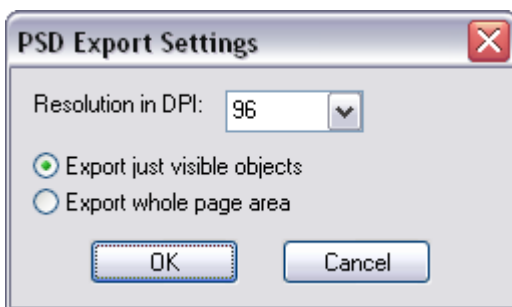 PSD Export Settings
Resolution in DPI: 96
Export just visible objects
Export whole page area
OK Cancel